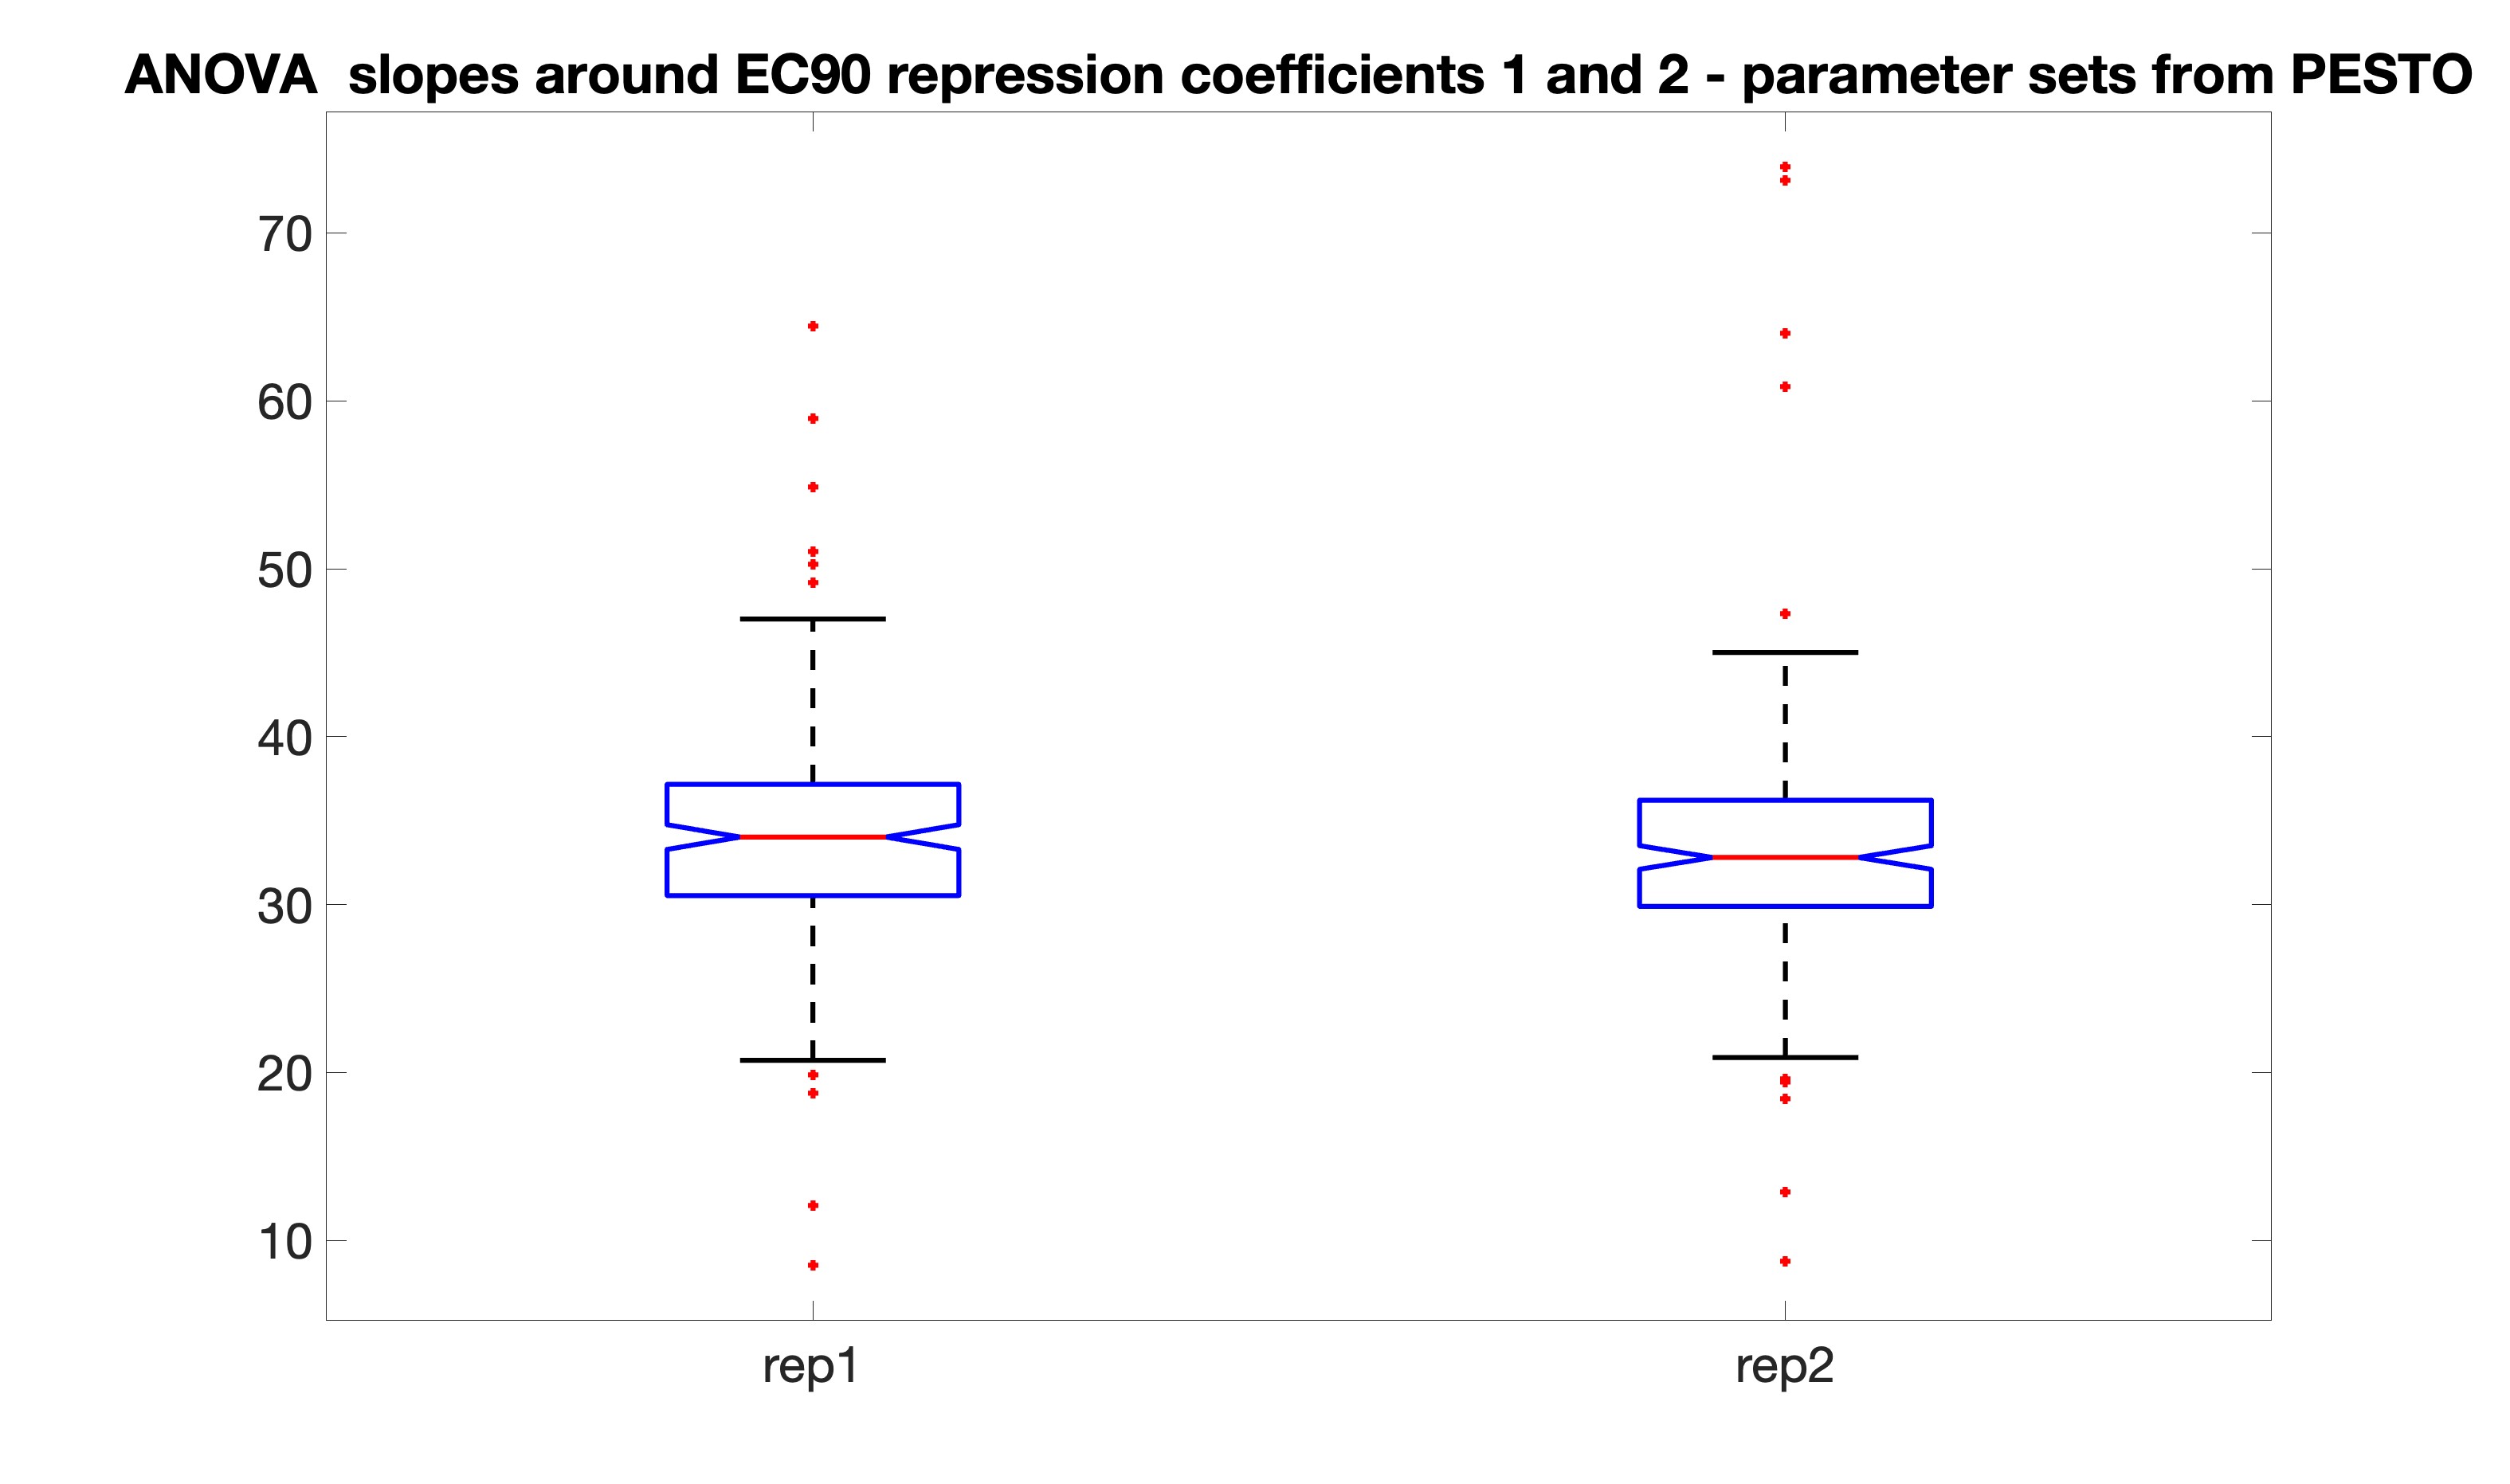 ANOVA  slopes around EC90 repression coefficients 1 and 2 - parameter sets from PESTO
70
60
50
40
30
20
10
rep1
rep2